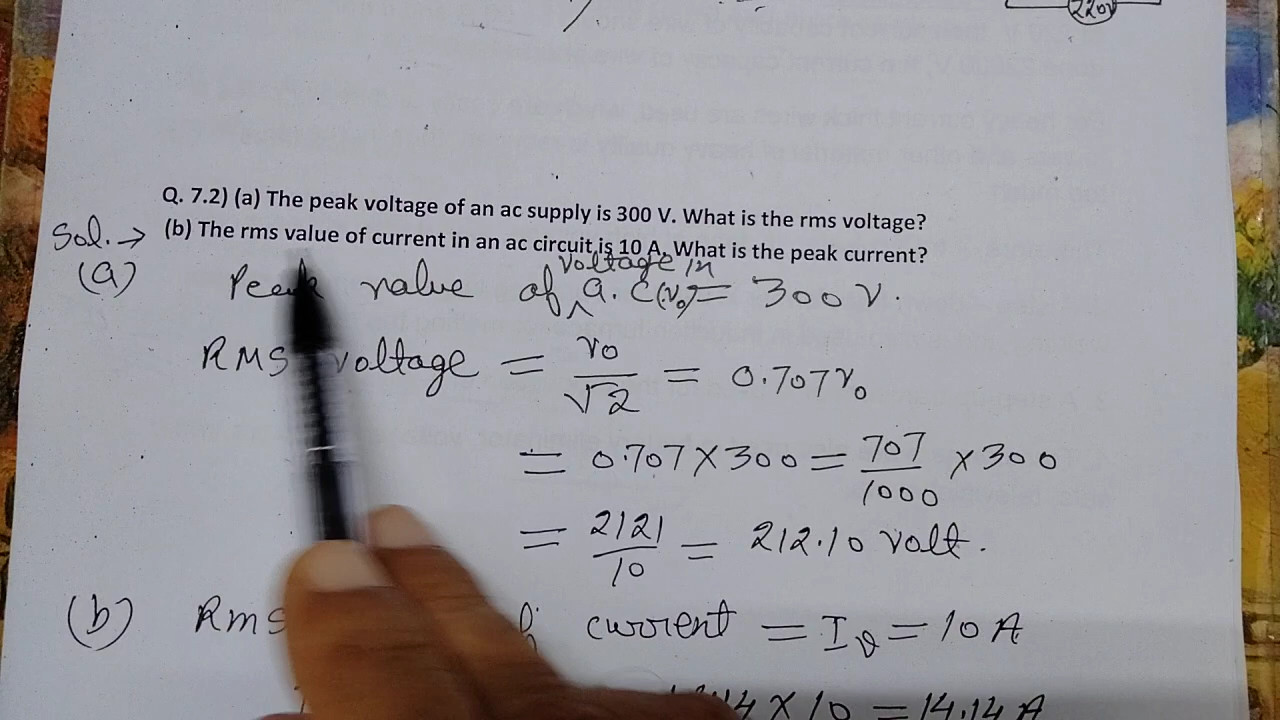 220V
Q. 7.2) (a) The peak voltage of an ac supply is 300 V. What is the rms voltage?
Sol. → (b) The rms value of current in an ac circuit is 10 A. What is the peak current?
voltage in
(a) Peak value of ^ a.c(v₀) = 300 V.
RMS voltage = v₀/√2 = 0.707 v₀
= 0.707 × 300 = 707/1000 × 300
= 2121/10 = 212.10 volt.
(b) Rms current = Iᵥ = 10 A
× 10 = 14.14 A